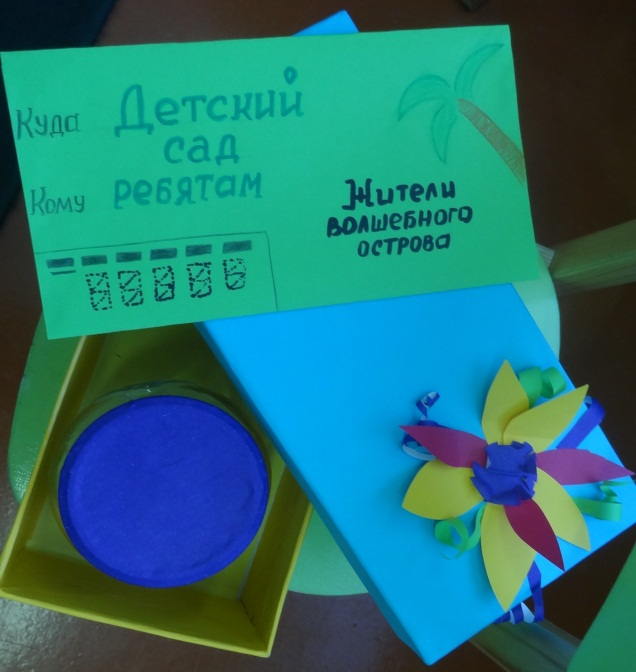 Куда
Детский
сад
Кому
ребятам
Жители
волшебного
острова